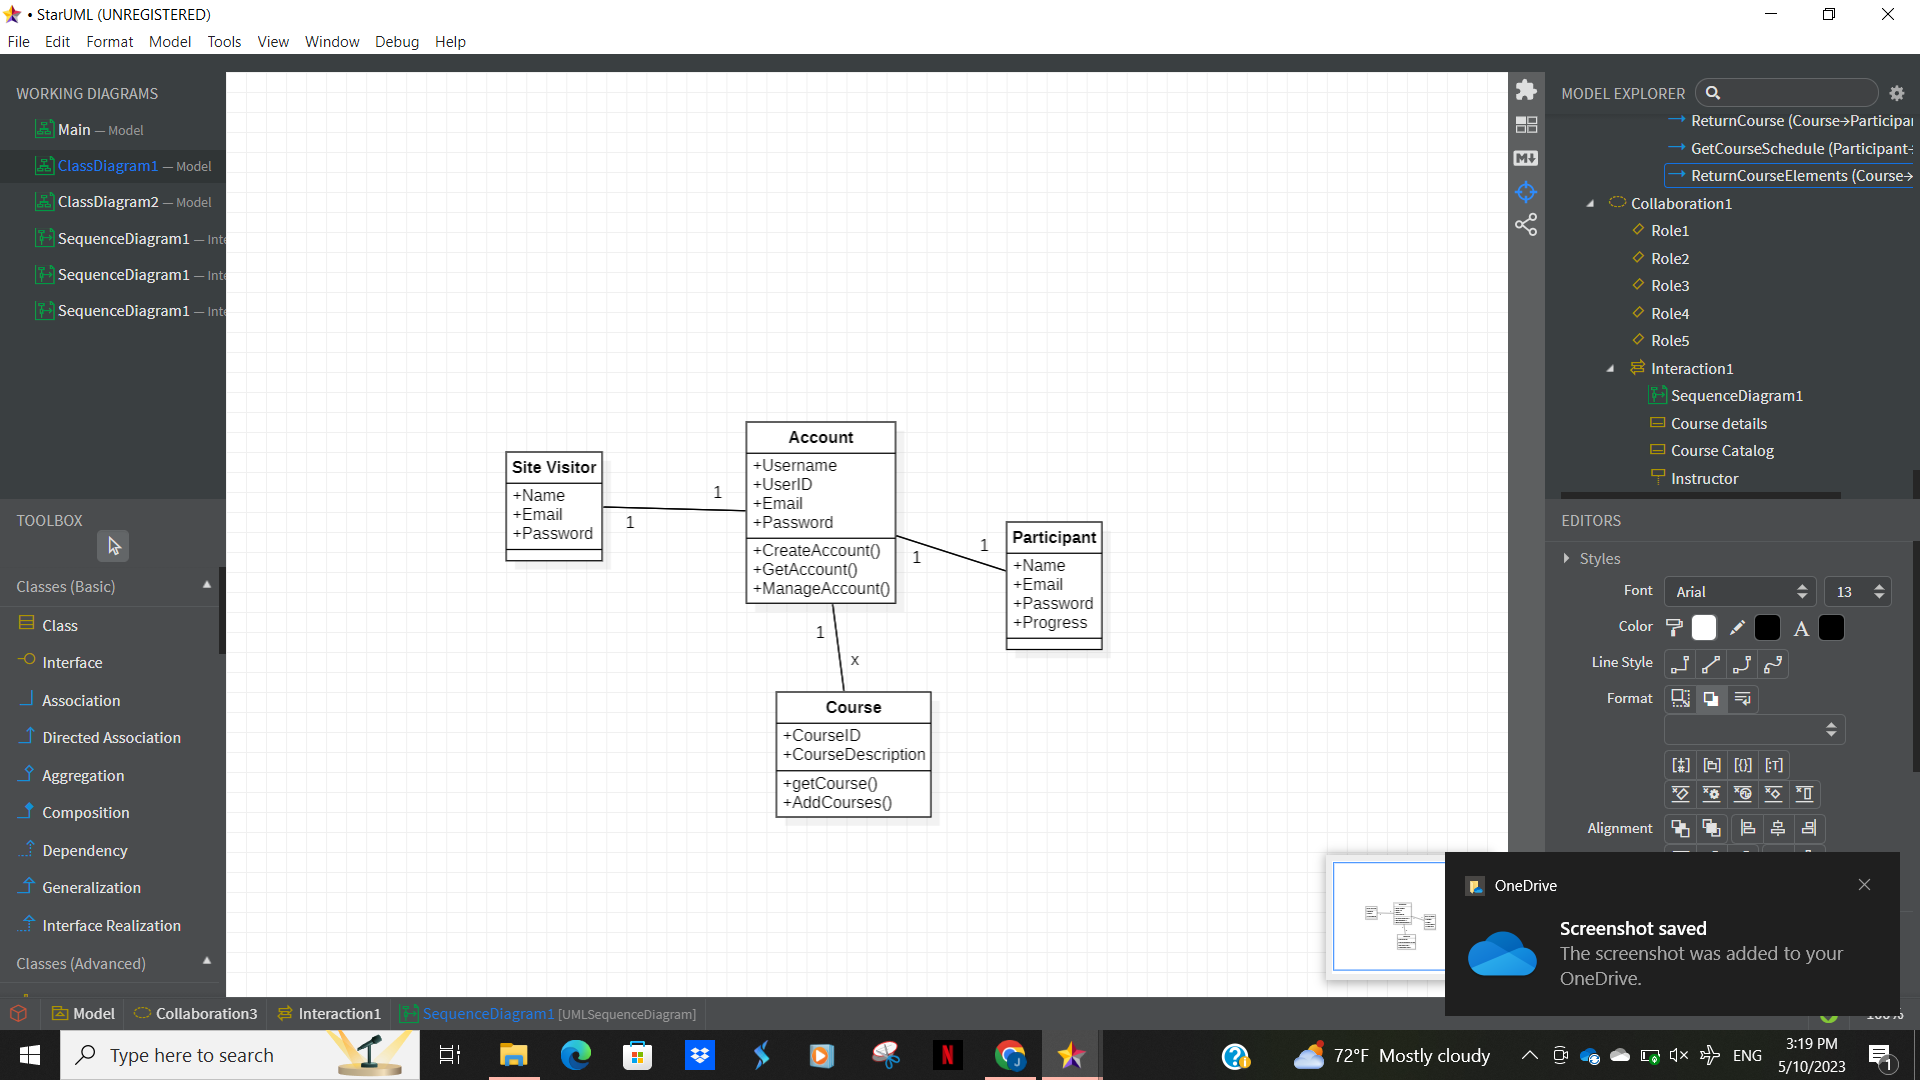 • StarUML (UNREGISTERED)
File Edit Format Model Tools View Window Debug Help
WORKING DIAGRAMS
Main — Model
ClassDiagram1 — Model
ClassDiagram2 — Model
SequenceDiagram1 — Inte
SequenceDiagram1 — Inte
SequenceDiagram1 — Inte
TOOLBOX
Classes (Basic)
Class
Interface
Association
Directed Association
Aggregation
Composition
Dependency
Generalization
Interface Realization
Classes (Advanced)
Site Visitor
+Name
+Email
+Password
1
1
Account
+Username
+UserID
+Email
+Password
+CreateAccount()
+GetAccount()
+ManageAccount()
1
1
Participant
+Name
+Email
+Password
+Progress
1
x
Course
+CourseID
+CourseDescription
+getCourse()
+AddCourses()
MODEL EXPLORER
ReturnCourse (Course→Participa
GetCourseSchedule (Participant
ReturnCourseElements (Course→
Collaboration1
Role1
Role2
Role3
Role4
Role5
Interaction1
SequenceDiagram1
Course details
Course Catalog
Instructor
EDITORS
Styles
Font Arial 13
Color A
Line Style
Format
Alignment
OneDrive
Screenshot saved
The screenshot was added to your
OneDrive.
Model Collaboration3 Interaction1 SequenceDiagram1 [UMLSequenceDiagram]
Type here to search
72°F Mostly cloudy
ENG
3:19 PM
5/10/2023
1